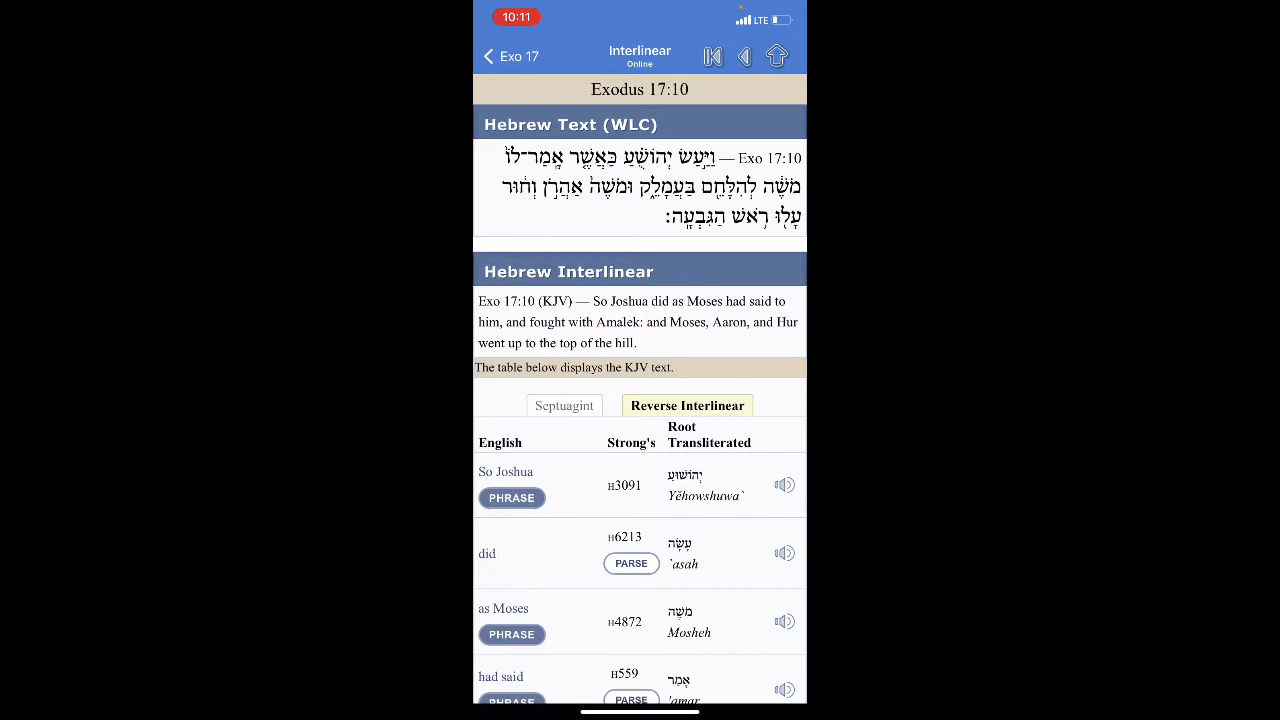 10:11
LTE
Exo 17
Interlinear
Online
Exodus 17:10
Hebrew Text (WLC)
Exo 17:10 — וַיַּ֣עַשׂ יְהוֹשֻׁ֗עַ כַּאֲשֶׁ֤ר אָֽמַר־לוֹ֙
מֹשֶׁ֔ה לְהִלָּחֵ֖ם בַּעֲמָלֵ֑ק וּמֹשֶׁה֙ אַהֲרֹ֣ן וְח֔וּר
עָל֖וּ רֹ֥אשׁ הַגִּבְעָֽה׃
Hebrew Interlinear
Exo 17:10 (KJV) — So Joshua did as Moses had said to
him, and fought with Amalek: and Moses, Aaron, and Hur
went up to the top of the hill.
The table below displays the KJV text.
Septuagint Reverse Interlinear
English Strong's Root Transliterated
So Joshua
PHRASE
H3091
יְהוֹשׁוּעַ
Yĕhowshuwa`
did
H6213
PARSE
עָשָׂה
`asah
as Moses
PHRASE
H4872
מֹשֶׁה
Mosheh
had said
PHRASE
H559
PARSE
אָמַר
'amar